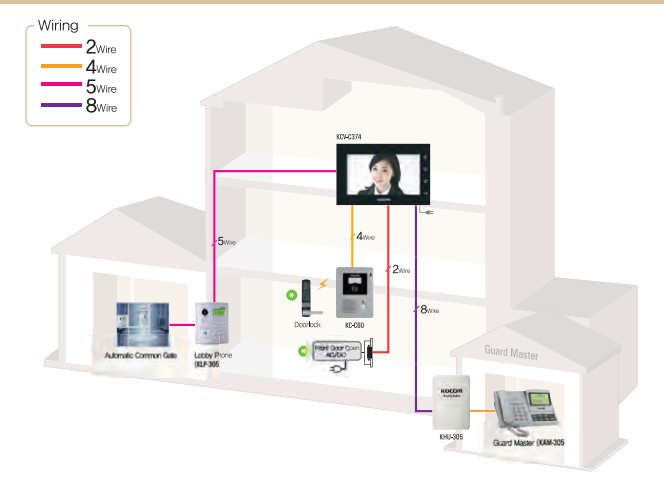 Wiring
2Wire
4Wire
5Wire
8Wire
KCV-C374
KOCOM
5Wire
4Wire
2Wire
8Wire
Doorlock
KC-C60
Automatic Common Gate
Lobby Phone
(KLP-305
Front Door Open
AC/DC
Guard Master
KOCOM
KHU-305
Guard Master (KAM-305